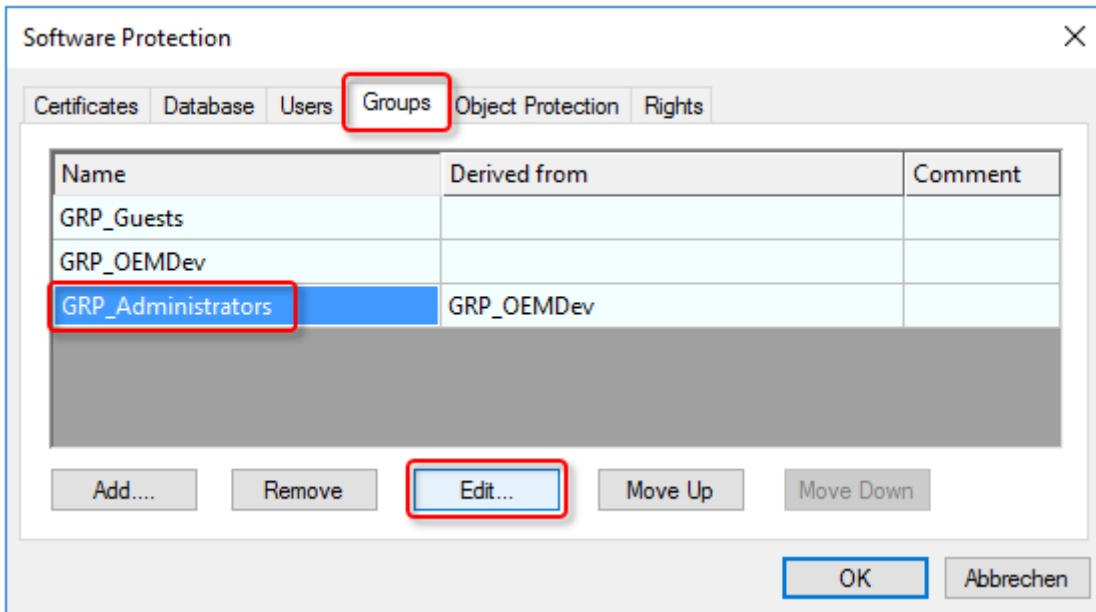 Software Protection
Certificates Database Users Groups Object Protection Rights
Name Derived from Comment
GRP_Guests
GRP_OEMDev
GRP_Administrators GRP_OEMDev
Add.... Remove Edit... Move Up Move Down
OK Abbrechen